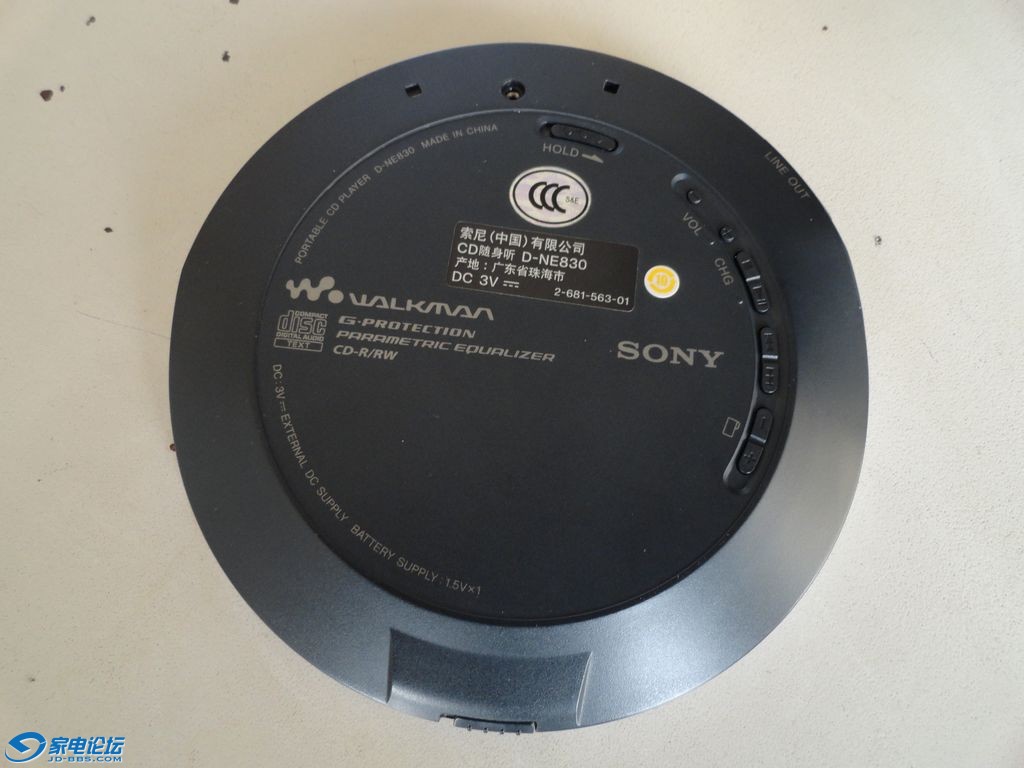 PORTABLE CD PLAYER D-NE830 MADE IN CHINA
HOLD
LINE OUT
CCC
S&E
VOL
CHG
索尼(中国)有限公司
CD随身听 D-NE830
产地:广东省珠海市
DC 3V ⎓ 2-681-563-01
10
WALKMAN
COMPACT
disc
DIGITAL AUDIO
TEXT
G-PROTECTION
PARAMETRIC EQUALIZER
CD-R/RW
SONY
DC: 3V ⎓ EXTERNAL DC SUPPLY BATTERY SUPPLY: 1.5V×1
家电论坛
JD-BBS.COM